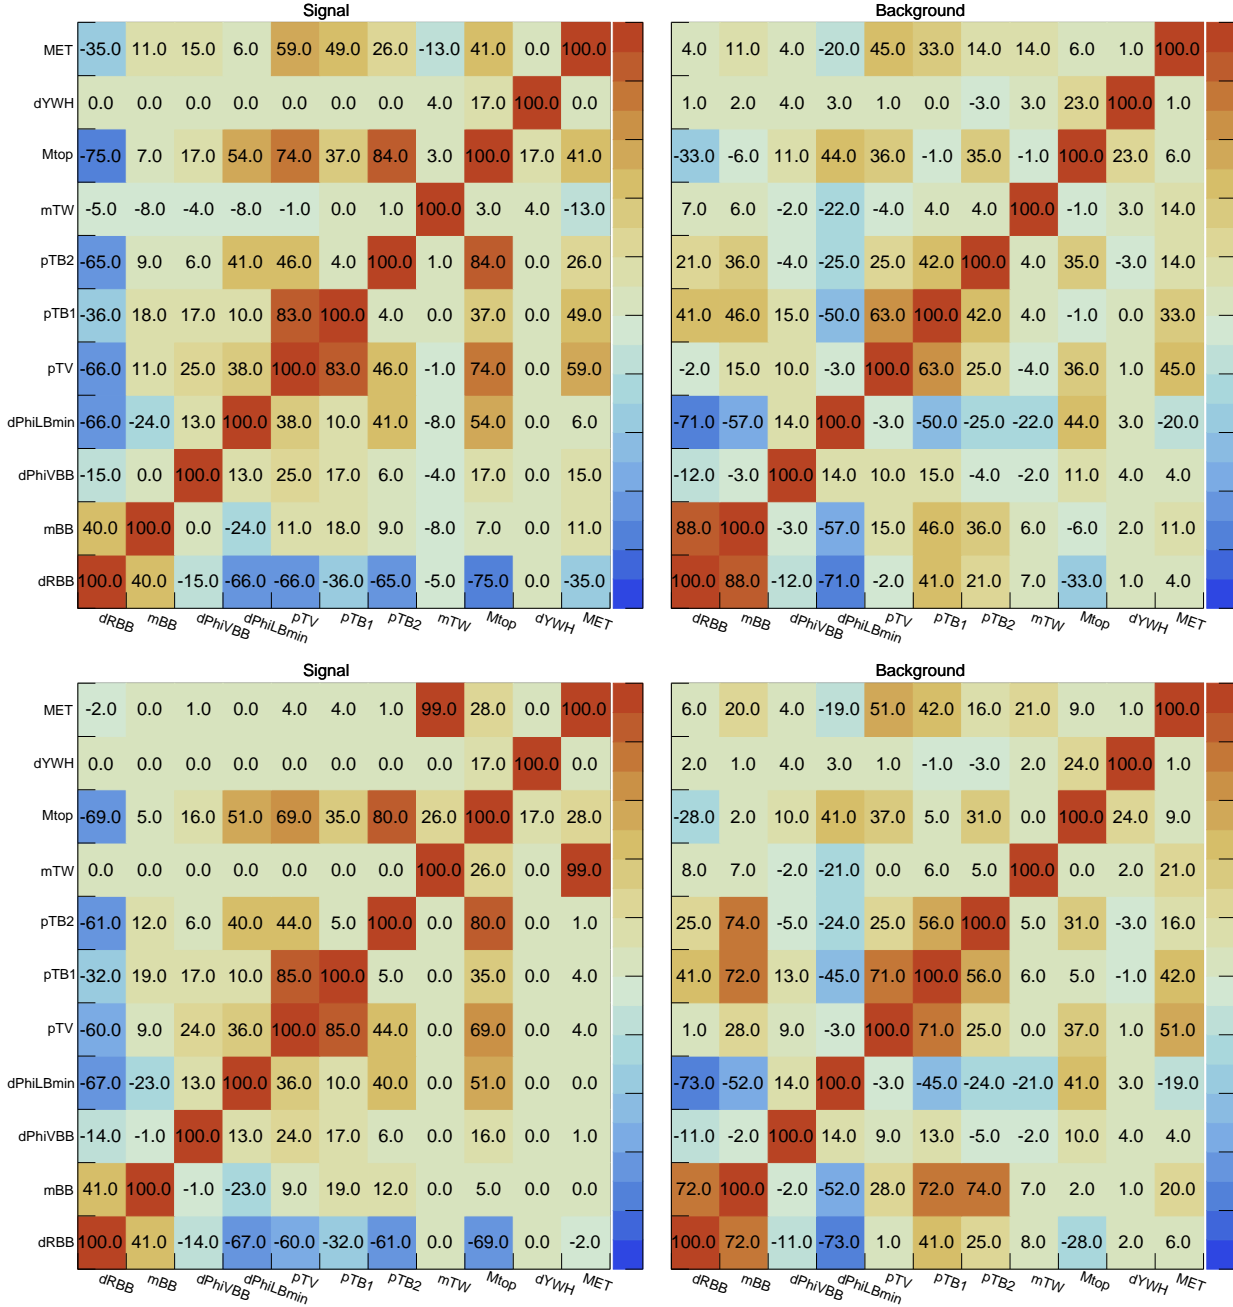 Signal
MET -35.0 11.0 15.0 6.0 59.0 49.0 26.0 -13.0 41.0 0.0 100.0
dYWH 0.0 0.0 0.0 0.0 0.0 0.0 0.0 4.0 17.0 100.0 0.0
Mtop -75.0 7.0 17.0 54.0 74.0 37.0 84.0 3.0 100.0 17.0 41.0
mTW -5.0 -8.0 -4.0 -8.0 -1.0 0.0 1.0 100.0 3.0 4.0 -13.0
pTB2 -65.0 9.0 6.0 41.0 46.0 4.0 100.0 1.0 84.0 0.0 26.0
pTB1 -36.0 18.0 17.0 10.0 83.0 100.0 4.0 0.0 37.0 0.0 49.0
pTV -66.0 11.0 25.0 38.0 100.0 83.0 46.0 -1.0 74.0 0.0 59.0
dPhiLBmin -66.0 -24.0 13.0 100.0 38.0 10.0 41.0 -8.0 54.0 0.0 6.0
dPhiVBB -15.0 0.0 100.0 13.0 25.0 17.0 6.0 -4.0 17.0 0.0 15.0
mBB 40.0 100.0 0.0 -24.0 11.0 18.0 9.0 -8.0 7.0 0.0 11.0
dRBB 100.0 40.0 -15.0 -66.0 -66.0 -36.0 -65.0 -5.0 -75.0 0.0 -35.0
dRBB mBB dPhiVBB dPhiLBmin pTV pTB1 pTB2 mTW Mtop dYWH MET
Background
4.0 11.0 4.0 -20.0 45.0 33.0 14.0 14.0 6.0 1.0 100.0
1.0 2.0 4.0 3.0 1.0 0.0 -3.0 3.0 23.0 100.0 1.0
-33.0 -6.0 11.0 44.0 36.0 -1.0 35.0 -1.0 100.0 23.0 6.0
7.0 6.0 -2.0 -22.0 -4.0 4.0 4.0 100.0 -1.0 3.0 14.0
21.0 36.0 -4.0 -25.0 25.0 42.0 100.0 4.0 35.0 -3.0 14.0
41.0 46.0 15.0 -50.0 63.0 100.0 42.0 4.0 -1.0 0.0 33.0
-2.0 15.0 10.0 -3.0 100.0 63.0 25.0 -4.0 36.0 1.0 45.0
-71.0 -57.0 14.0 100.0 -3.0 -50.0 -25.0 -22.0 44.0 3.0 -20.0
-12.0 -3.0 100.0 14.0 10.0 15.0 -4.0 -2.0 11.0 4.0 4.0
88.0 100.0 -3.0 -57.0 15.0 46.0 36.0 6.0 -6.0 2.0 11.0
100.0 88.0 -12.0 -71.0 -2.0 41.0 21.0 7.0 -33.0 1.0 4.0
dRBB mBB dPhiVBB dPhiLBmin pTV pTB1 pTB2 mTW Mtop dYWH MET
Signal
MET -2.0 0.0 1.0 0.0 4.0 4.0 1.0 99.0 28.0 0.0 100.0
dYWH 0.0 0.0 0.0 0.0 0.0 0.0 0.0 0.0 17.0 100.0 0.0
Mtop -69.0 5.0 16.0 51.0 69.0 35.0 80.0 26.0 100.0 17.0 28.0
mTW 0.0 0.0 0.0 0.0 0.0 0.0 0.0 100.0 26.0 0.0 99.0
pTB2 -61.0 12.0 6.0 40.0 44.0 5.0 100.0 0.0 80.0 0.0 1.0
pTB1 -32.0 19.0 17.0 10.0 85.0 100.0 5.0 0.0 35.0 0.0 4.0
pTV -60.0 9.0 24.0 36.0 100.0 85.0 44.0 0.0 69.0 0.0 4.0
dPhiLBmin -67.0 -23.0 13.0 100.0 36.0 10.0 40.0 0.0 51.0 0.0 0.0
dPhiVBB -14.0 -1.0 100.0 13.0 24.0 17.0 6.0 0.0 16.0 0.0 1.0
mBB 41.0 100.0 -1.0 -23.0 9.0 19.0 12.0 0.0 5.0 0.0 0.0
dRBB 100.0 41.0 -14.0 -67.0 -60.0 -32.0 -61.0 0.0 -69.0 0.0 -2.0
dRBB mBB dPhiVBB dPhiLBmin pTV pTB1 pTB2 mTW Mtop dYWH MET
Background
6.0 20.0 4.0 -19.0 51.0 42.0 16.0 21.0 9.0 1.0 100.0
2.0 1.0 4.0 3.0 1.0 -1.0 -3.0 2.0 24.0 100.0 1.0
-28.0 2.0 10.0 41.0 37.0 5.0 31.0 0.0 100.0 24.0 9.0
8.0 7.0 -2.0 -21.0 0.0 6.0 5.0 100.0 0.0 2.0 21.0
25.0 74.0 -5.0 -24.0 25.0 56.0 100.0 5.0 31.0 -3.0 16.0
41.0 72.0 13.0 -45.0 71.0 100.0 56.0 6.0 5.0 -1.0 42.0
1.0 28.0 9.0 -3.0 100.0 71.0 25.0 0.0 37.0 1.0 51.0
-73.0 -52.0 14.0 100.0 -3.0 -45.0 -24.0 -21.0 41.0 3.0 -19.0
-11.0 -2.0 100.0 14.0 9.0 13.0 -5.0 -2.0 10.0 4.0 4.0
72.0 100.0 -2.0 -52.0 28.0 72.0 74.0 7.0 2.0 1.0 20.0
100.0 72.0 -11.0 -73.0 1.0 41.0 25.0 8.0 -28.0 2.0 6.0
dRBB mBB dPhiVBB dPhiLBmin pTV pTB1 pTB2 mTW Mtop dYWH MET